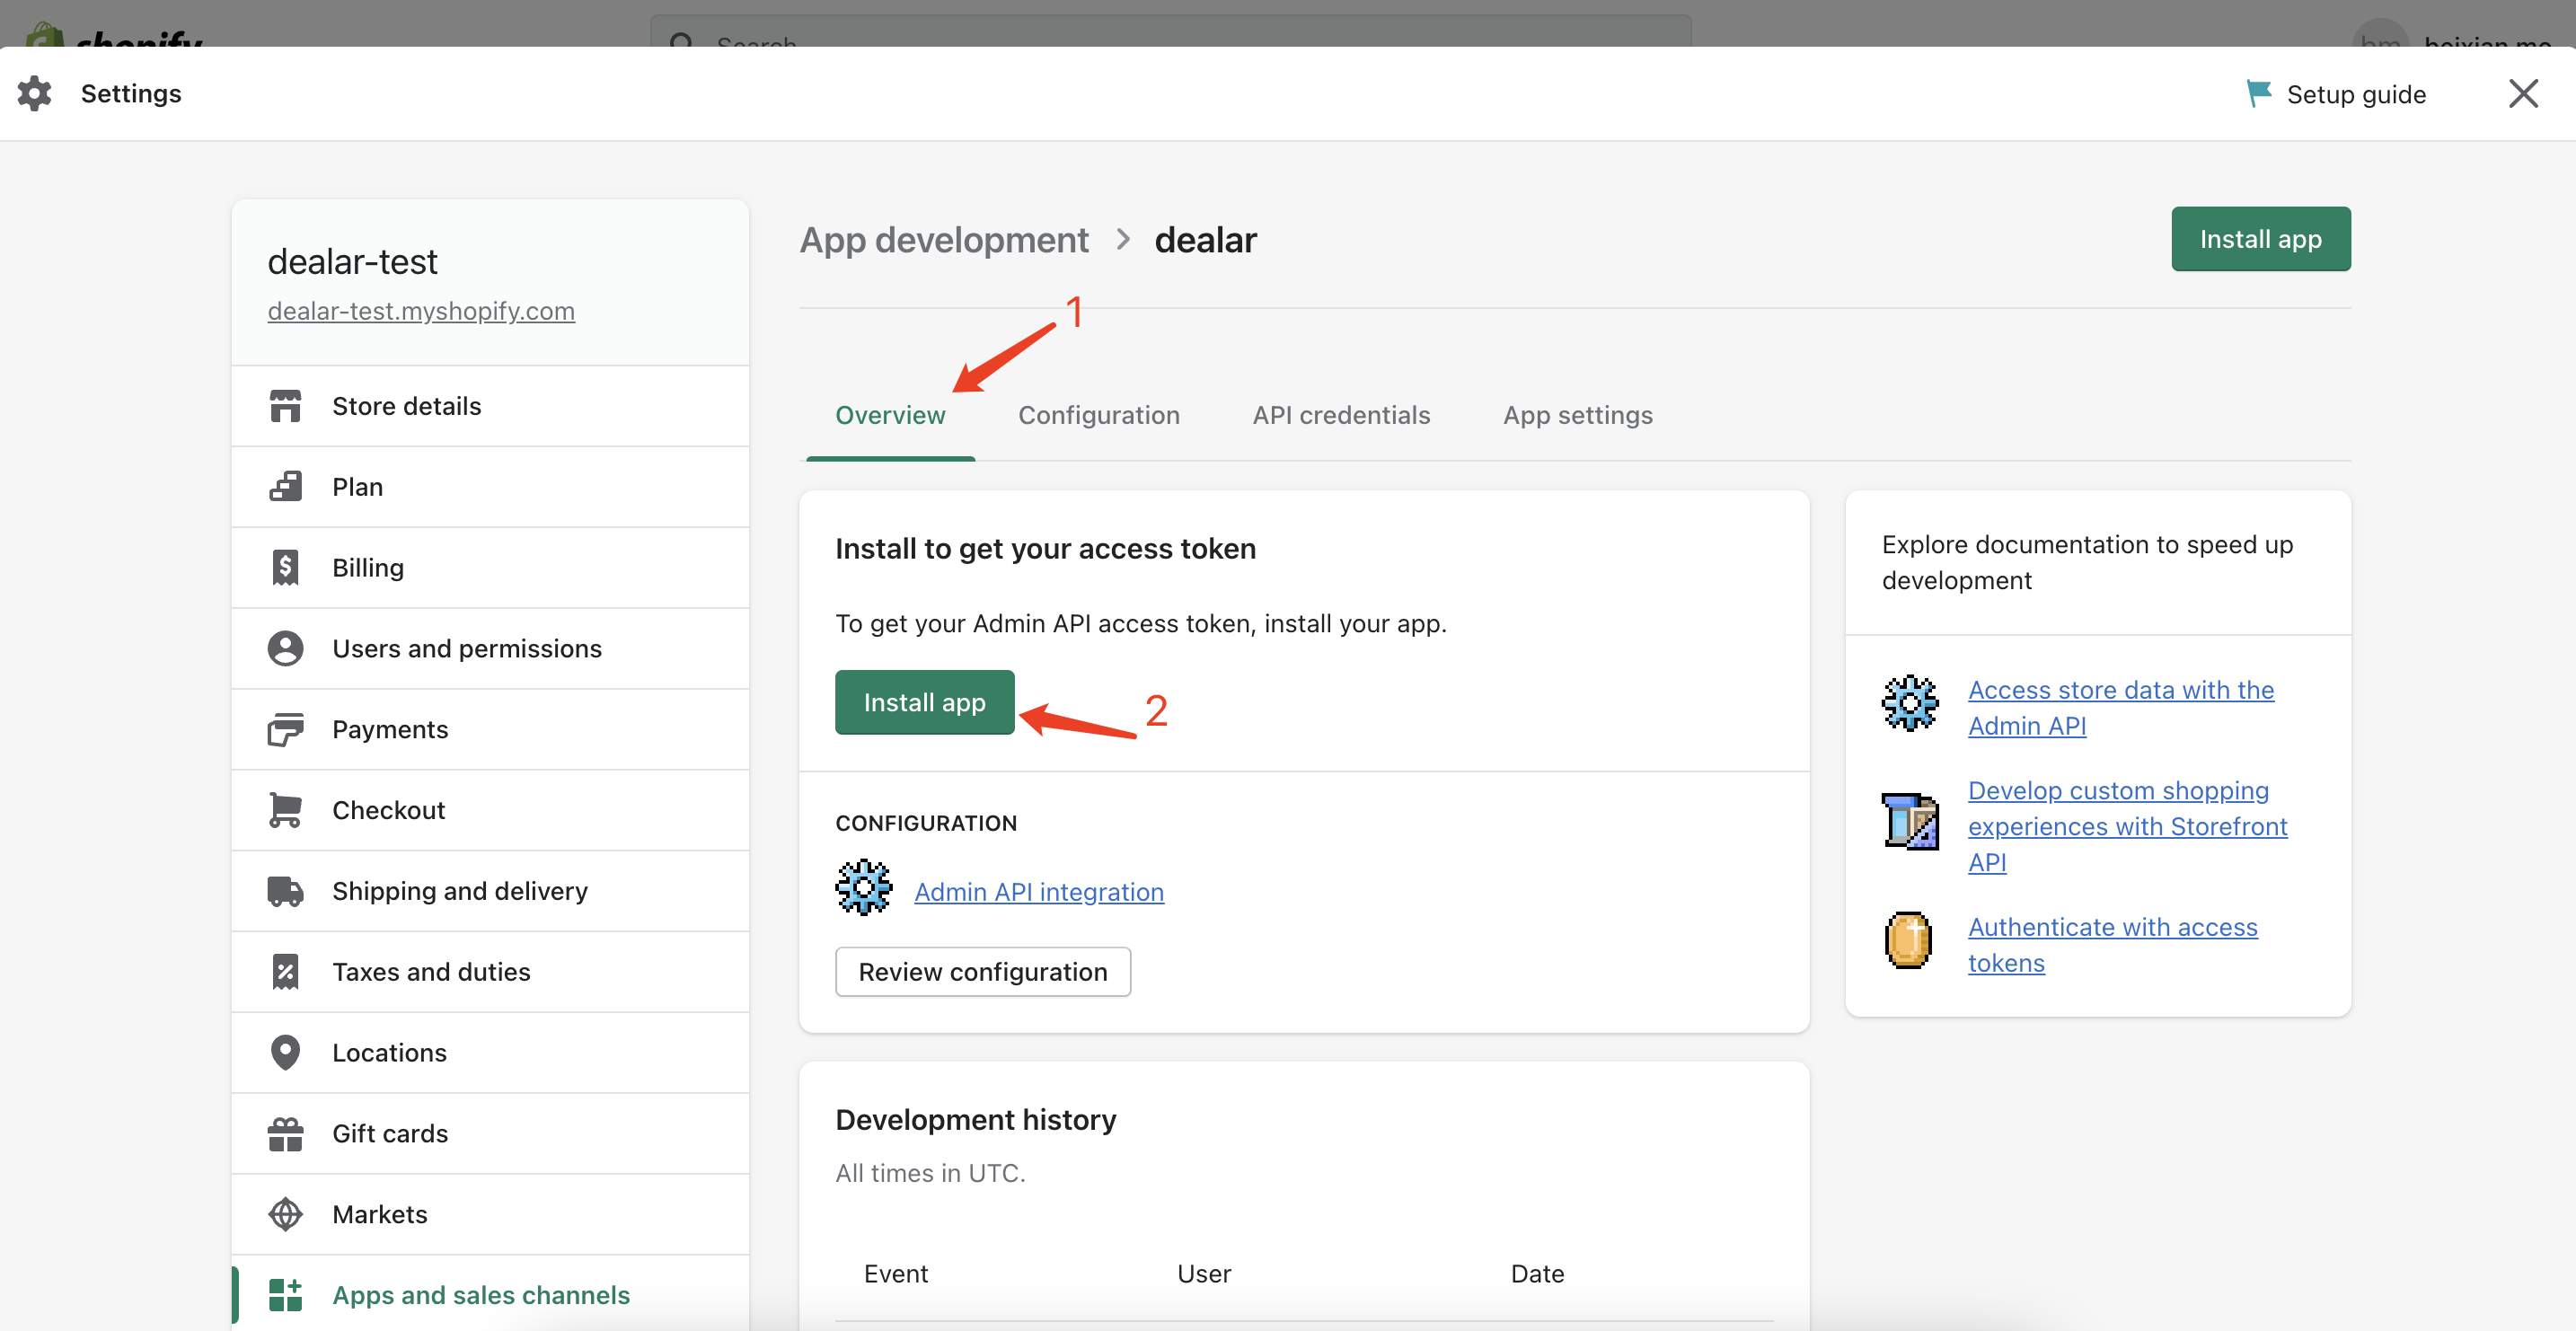 shopify
Search
bm
beixian mo
Settings
Setup guide
dealar-test
dealar-test.myshopify.com
Store details
Plan
Billing
Users and permissions
Payments
Checkout
Shipping and delivery
Taxes and duties
Locations
Gift cards
Markets
Apps and sales channels
App development > dealar
Install app
1
Overview
Configuration
API credentials
App settings
Install to get your access token
To get your Admin API access token, install your app.
Install app
2
CONFIGURATION
Admin API integration
Review configuration
Development history
All times in UTC.
Event
User
Date
Explore documentation to speed up
development
Access store data with the
Admin API
Develop custom shopping
experiences with Storefront
API
Authenticate with access
tokens